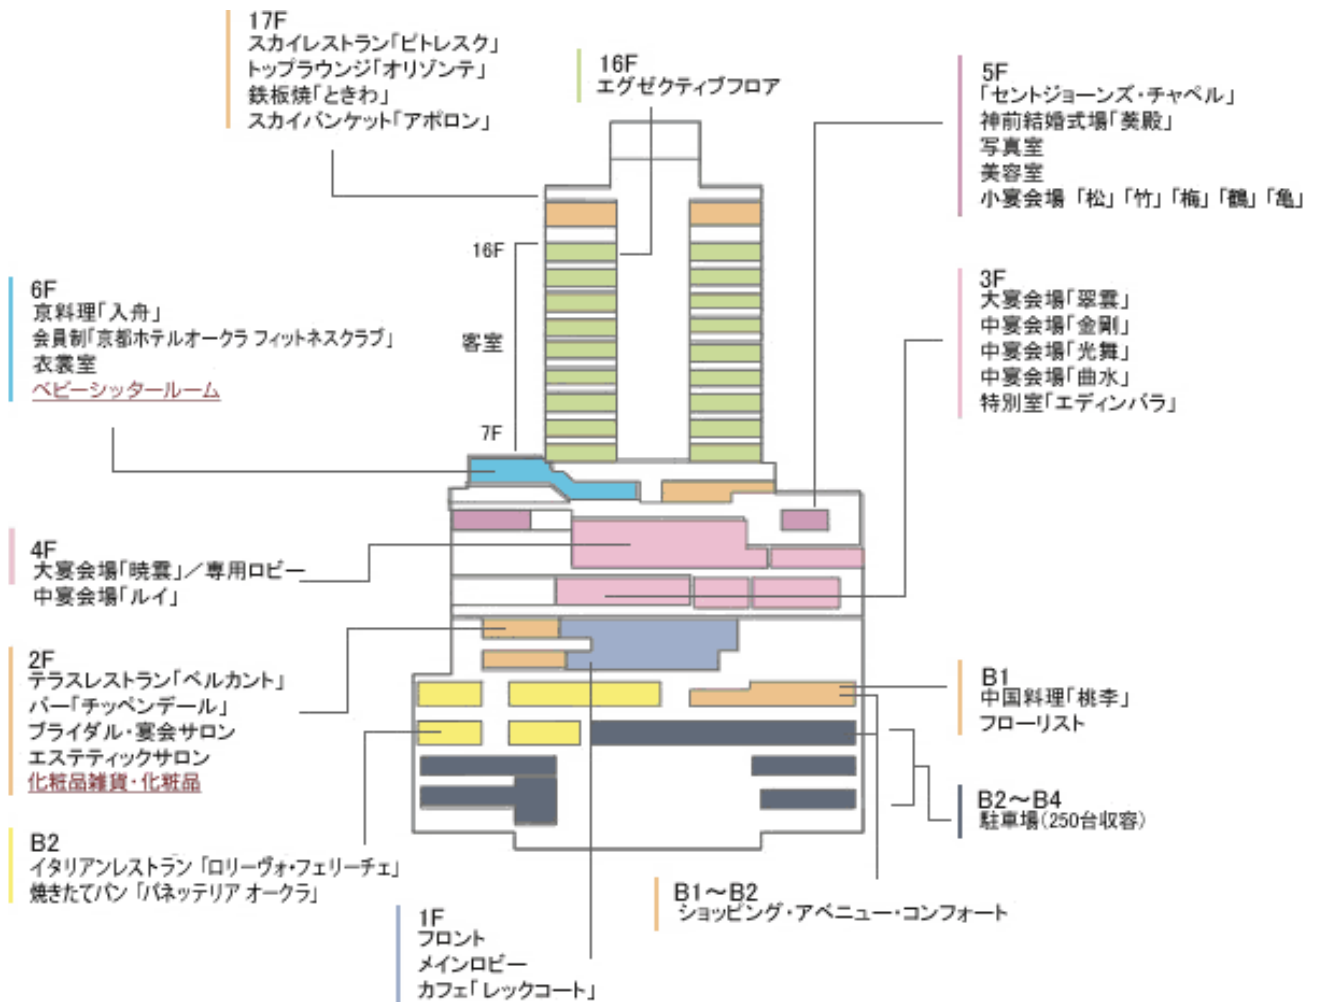 17F
スカイレストラン「ピトレスク」
トップラウンジ「オリゾンテ」
鉄板焼「ときわ」
スカイバンケット「アポロン」
16F
エグゼクティブフロア
5F
「セントジョーンズ・チャペル」
神前結婚式場「葵殿」
写真室
美容室
小宴会場 「松」「竹」「梅」「鶴」「亀」
16F
客室
7F
6F
京料理「入舟」
会員制「京都ホテルオークラ フィットネスクラブ」
衣裳室
ベビーシッタールーム
3F
大宴会場「翠雲」
中宴会場「金剛」
中宴会場「光舞」
中宴会場「曲水」
特別室「エディンバラ」
4F
大宴会場「暁雲」／専用ロビー
中宴会場「ルイ」
2F
テラスレストラン「ベルカント」
バー「チッペンデール」
ブライダル・宴会サロン
エステティックサロン
化粧品雑貨・化粧品
B1
中国料理「桃李」
フローリスト
B2～B4
駐車場（250台収容）
B2
イタリアンレストラン「ロリーヴォ・フェリーチェ」
焼きたてパン「パネッテリア オークラ」
B1～B2
ショッピング・アベニュー・コンフォート
1F
フロント
メインロビー
カフェ「レックコート」